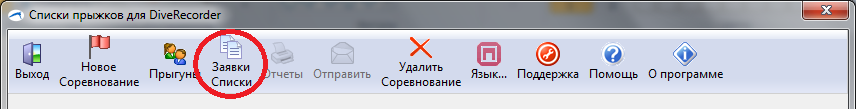 Списки прыжков для DiveRecorder
Выход
Новое
Соревнование
Прыгуны
Заявки
Списки
Отчеты
Отправить
Удалить
Соревнование
Язык...
Поддержка
Помощь
О программе